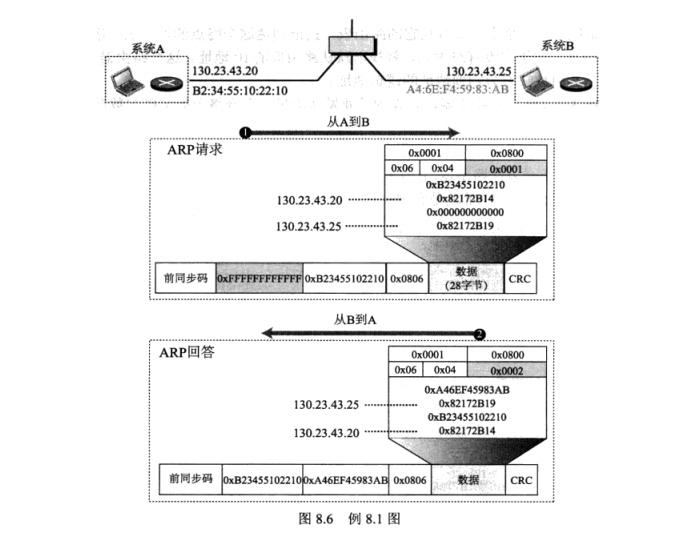 系统A
系统B
130.23.43.20
130.23.43.25
B2:34:55:10:22:10
A4:6E:F4:59:83:AB
从A到B
❶
ARP请求
0x0001 0x0800
0x06 0x04 0x0001
0xB23455102210
130.23.43.20 0x82172B14
0x000000000000
130.23.43.25 0x82172B19
前同步码 0xFFFFFFFFFFFF 0xB23455102210 0x0806 数据 CRC
(28字节)
从B到A
❷
ARP回答
0x0001 0x0800
0x06 0x04 0x0002
0xA46EF45983AB
130.23.43.25 0x82172B19
0xB23455102210
130.23.43.20 0x82172B14
前同步码 0xB23455102210 0xA46EF45983AB 0x0806 数据 CRC
图 8.6 例 8.1 图